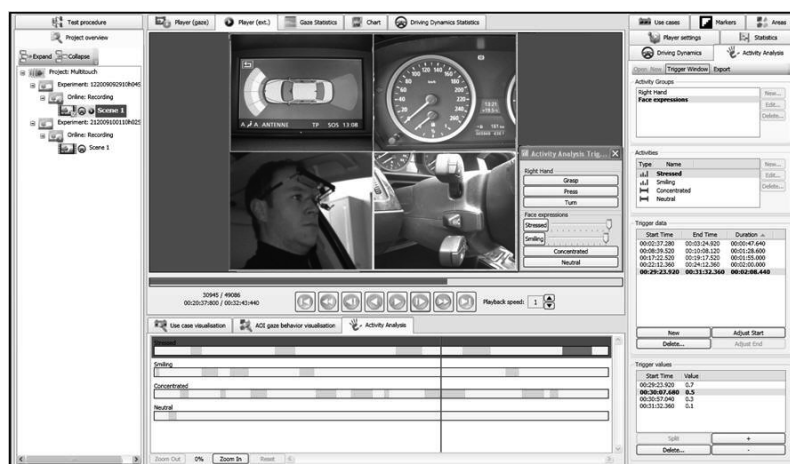 Test procedure
Project overview
Expand Collapse
Project: Multitouch
Online: Recording
Scene 1
Online: Recording
Scene 1
Player (gaze) Player (ext.) Gaze Statistics Chart Driving Dynamics Statistics
ANTENNE TP SOS 13:08
Activity Analysis Trig...
Right Hand
Grasp
Press
Turn
Face expressions
Stressed
Smiling
Concentrated
Neutral
30945 / 49086
00:20:37:800 / 00:32:43:440
Playback speed: 1
Use case visualisation AOI gaze behavior visualisation Activity Analysis
Stressed
Smiling
Concentrated
Neutral
Zoom Out 0% Zoom In Reset
Use cases Markers Areas
Player settings Statistics
Driving Dynamics Activity Analysis
Trigger Window Export
Activity Groups
Right Hand
Face expressions
New...
Edit...
Delete...
Activities
Type Name
Stressed
Smiling
Concentrated
Neutral
New...
Edit...
Delete...
Trigger data
Start Time End Time Duration
00:02:37.280 00:03:24.920 00:00:47.640
00:08:39.520 00:10:08.120 00:01:28.600
00:17:22.520 00:19:17.520 00:01:55.000
00:22:12.360 00:24:12.360 00:02:00.000
00:29:23.920 00:31:32.360 00:02:08.440
New Adjust Start
Delete... Adjust End
Trigger values
Start Time Value
00:29:23.920 0.7
00:30:07.680 0.5
00:30:57.040 0.3
00:31:32.360 0.1
Split +
Delete... -